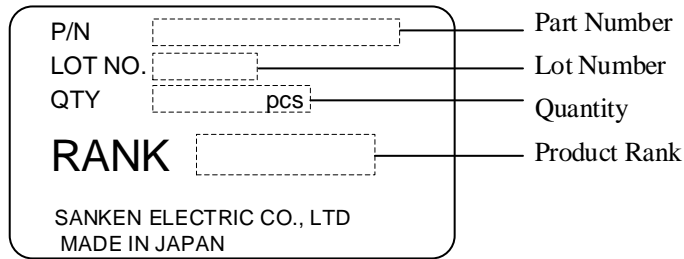 P/N Part Number
LOT NO. Lot Number
QTY pcs Quantity
RANK Product Rank
SANKEN ELECTRIC CO., LTD
MADE IN JAPAN